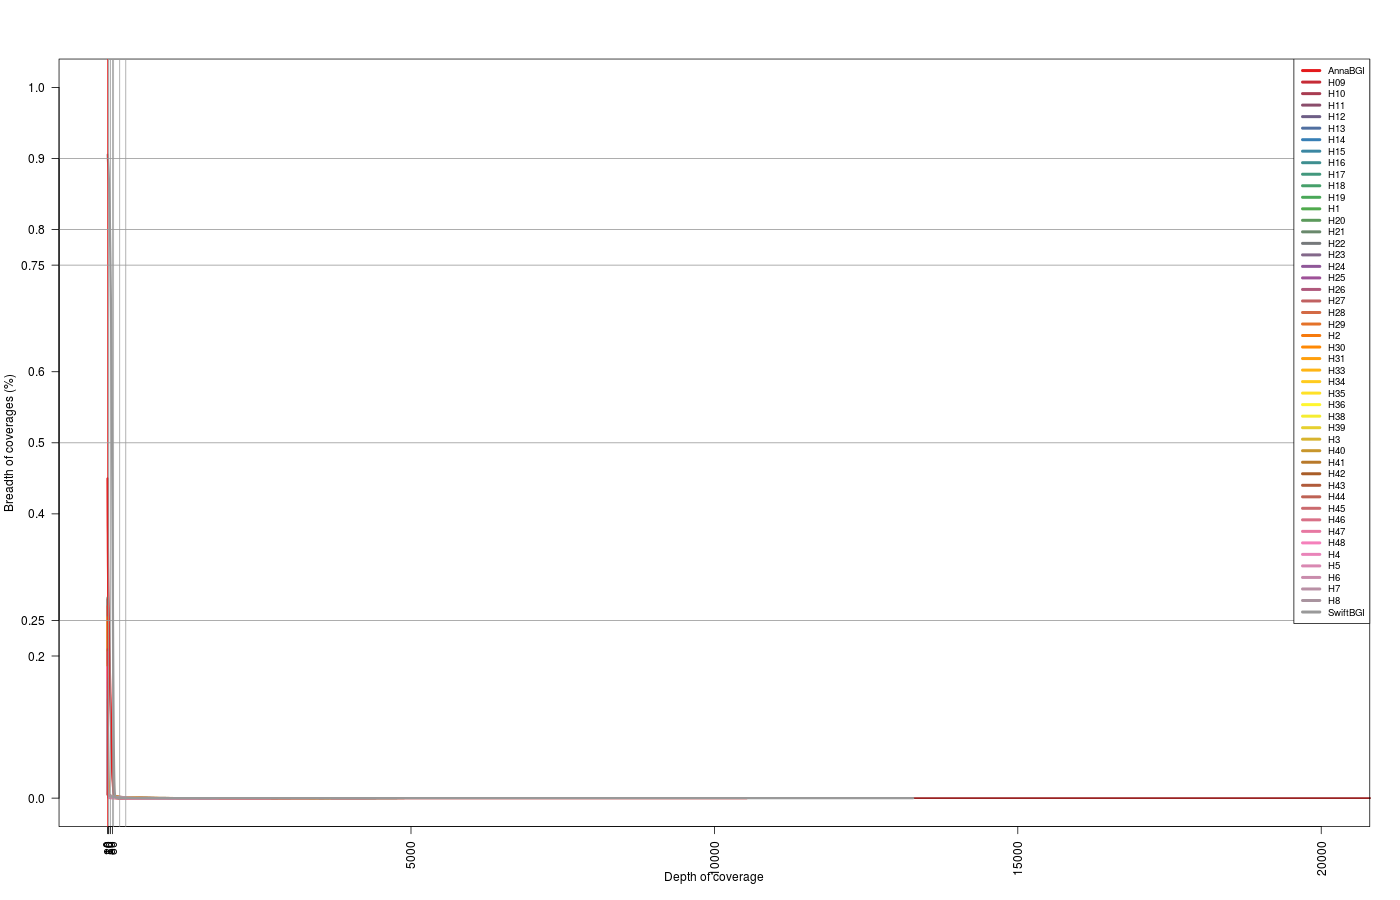 1.0
0.9
0.8
0.75
0.6
0.5
0.4
0.25
0.2
0.0
Breadth of coverages (%)
5000
10000
15000
20000
Depth of coverage
AnnaBGI
H09
H10
H11
H12
H13
H14
H15
H16
H17
H18
H19
H1
H20
H21
H22
H23
H24
H25
H26
H27
H28
H29
H2
H30
H31
H33
H34
H35
H36
H38
H39
H3
H40
H41
H42
H43
H44
H45
H46
H47
H48
H4
H5
H6
H7
H8
SwiftBGI